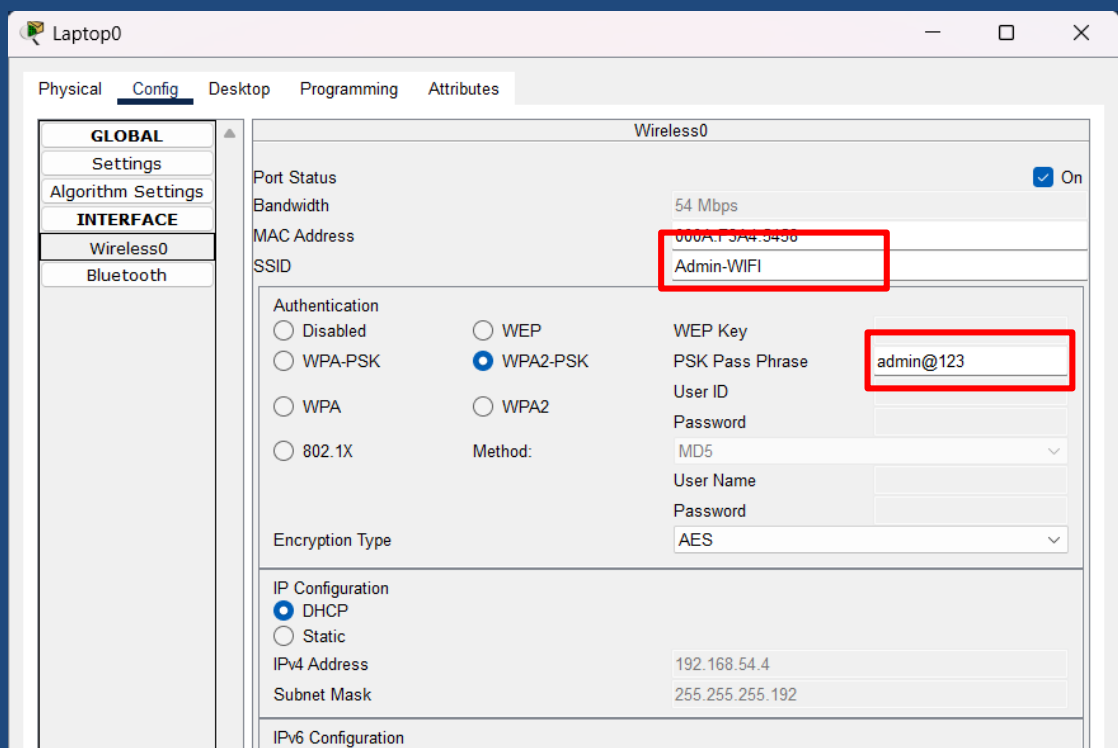 Laptop0
Physical Config Desktop Programming Attributes
GLOBAL
Settings
Algorithm Settings
INTERFACE
Wireless0
Bluetooth
Wireless0
Port Status On
Bandwidth 54 Mbps
MAC Address
SSID Admin-WIFI
Authentication
Disabled WEP WEP Key
WPA-PSK WPA2-PSK PSK Pass Phrase admin@123
User ID
WPA WPA2
Password
802.1X Method: MD5
User Name
Password
Encryption Type AES
IP Configuration
DHCP
Static
IPv4 Address 192.168.54.4
Subnet Mask 255.255.255.192
IPv6 Configuration